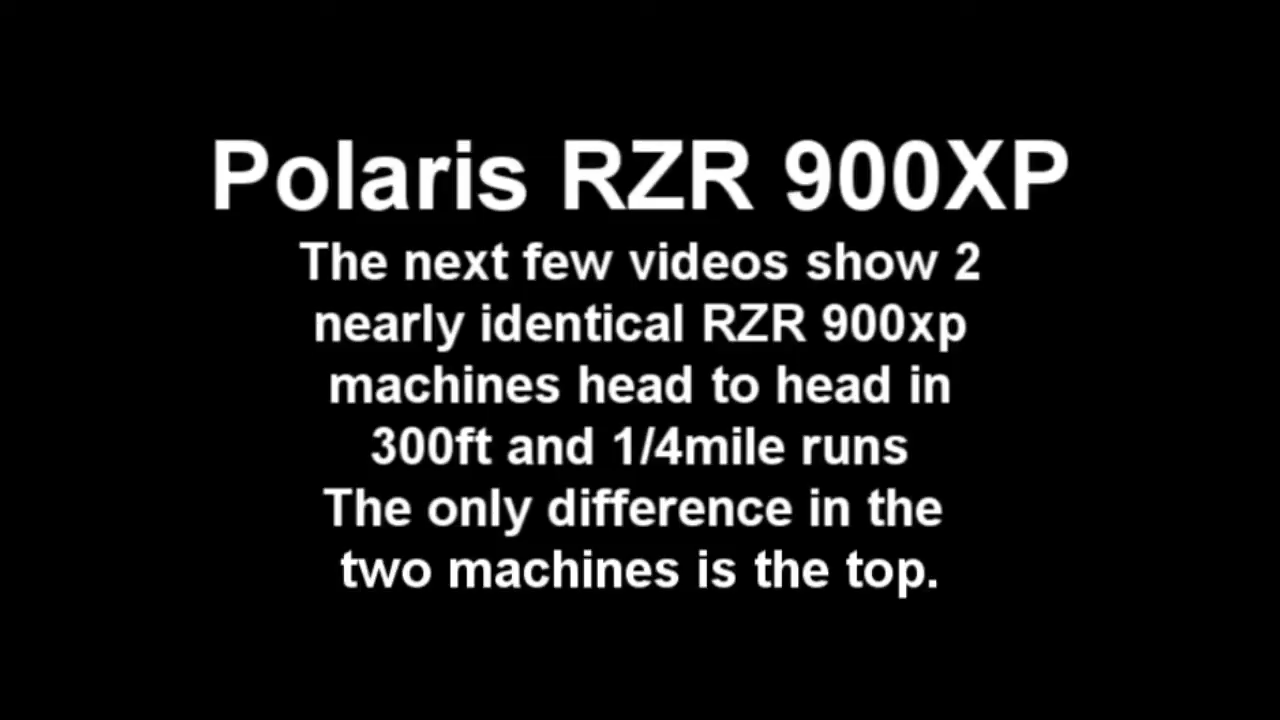 Polaris RZR 900XP
The next few videos show 2
nearly identical RZR 900xp
machines head to head in
300ft and 1/4mile runs
The only difference in the
two machines is the top.